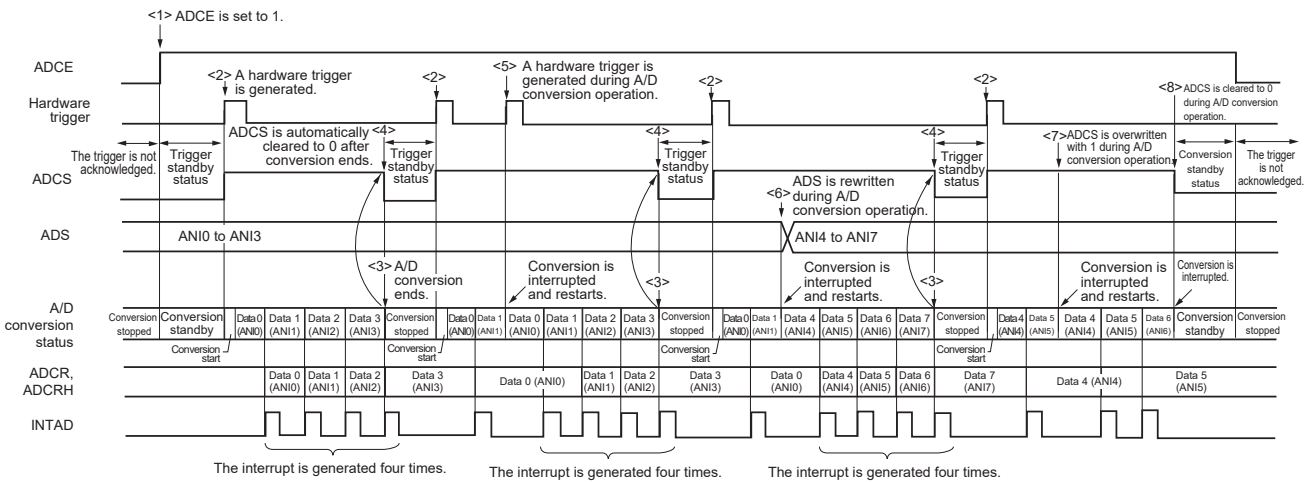 <1> ADCE is set to 1.
ADCE
<2> A hardware trigger
is generated.
<2>
<5> A hardware trigger is
generated during A/D
conversion operation.
<2>
<2>
<8> ADCS is cleared to 0
during A/D conversion
operation.
Hardware
trigger
The trigger is not
acknowledged.
Trigger
standby
status
ADCS is automatically
cleared to 0 after
conversion ends.
<4>
Trigger
standby
status
<4>
Trigger
standby
status
<4>
Trigger
standby
status
<7> ADCS is overwritten
with 1 during A/D
conversion operation.
Conversion
standby
status
The trigger
is not
acknowledged.
ADCS
<6> ADS is rewritten
during A/D
conversion operation.
ADS
ANI0 to ANI3
ANI4 to ANI7
<3> A/D
conversion
ends.
Conversion is
interrupted
and restarts.
<3>
Conversion is
interrupted
and restarts.
<3>
Conversion is
interrupted
and restarts.
Conversion is
interrupted.
A/D
conversion
status
Conversion
stopped
Conversion
standby
Data 0
(ANI0)
Data 1
(ANI1)
Data 2
(ANI2)
Data 3
(ANI3)
Conversion
stopped
Data 0
(ANI0)
Data 1
(ANI1)
Data 0
(ANI0)
Data 1
(ANI1)
Data 2
(ANI2)
Data 3
(ANI3)
Conversion
stopped
Data 0
(ANI0)
Data 1
(ANI1)
Data 4
(ANI4)
Data 5
(ANI5)
Data 6
(ANI6)
Data 7
(ANI7)
Conversion
stopped
Data 4
(ANI4)
Data 5
(ANI5)
Data 4
(ANI4)
Data 5
(ANI5)
Data 6
(ANI6)
Conversion
standby
Conversion
stopped
Conversion
start
Conversion
start
Conversion
start
Conversion
start
ADCR,
ADCRH
Data 0
(ANI0)
Data 1
(ANI1)
Data 2
(ANI2)
Data 3
(ANI3)
Data 0 (ANI0)
Data 1
(ANI1)
Data 2
(ANI2)
Data 3
(ANI3)
Data 0
(ANI0)
Data 4
(ANI4)
Data 5
(ANI5)
Data 6
(ANI6)
Data 7
(ANI7)
Data 4 (ANI4)
Data 5
(ANI5)
INTAD
The interrupt is generated four times.
The interrupt is generated four times.
The interrupt is generated four times.